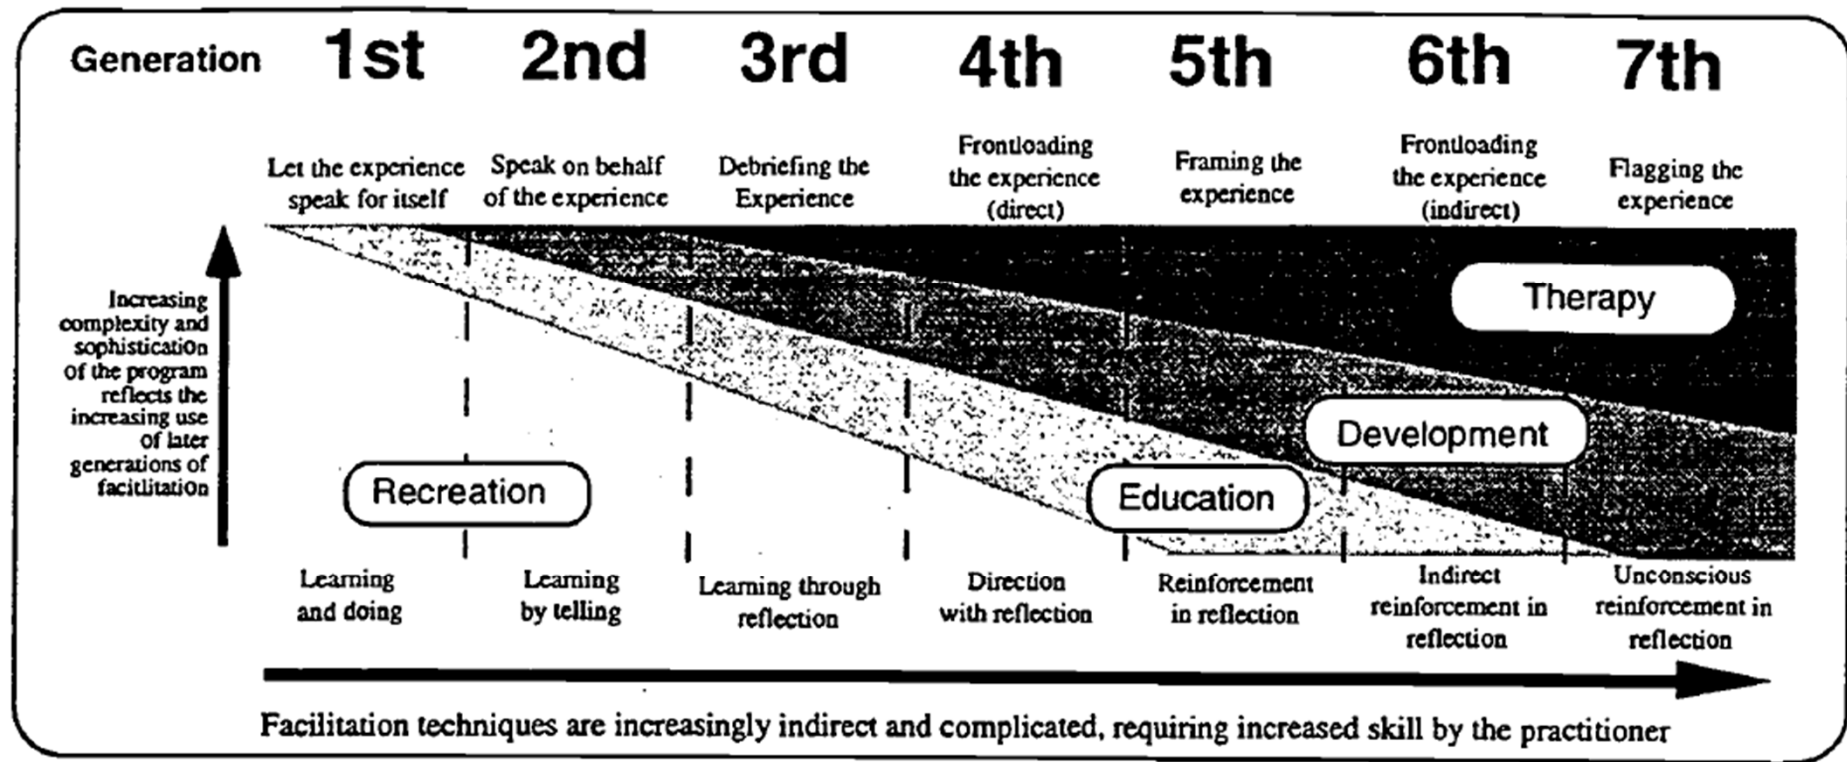 Generation 1st 2nd 3rd 4th 5th 6th 7th
Let the experience
speak for itself
Speak on behalf
of the experience
Debriefing the
Experience
Frontloading
the experience
(direct)
Framing the
experience
Frontloading
the experience
(indirect)
Flagging the
experience
Increasing
complexity and
sophistication
of the program
reflects the
increasing use
of later
generations of
facitlitation
Therapy
Development
Education
Recreation
Learning
and doing
Learning
by telling
Learning through
reflection
Direction
with reflection
Reinforcement
in reflection
Indirect
reinforcement in
reflection
Unconscious
reinforcement in
reflection
Facilitation techniques are increasingly indirect and complicated, requiring increased skill by the practitioner